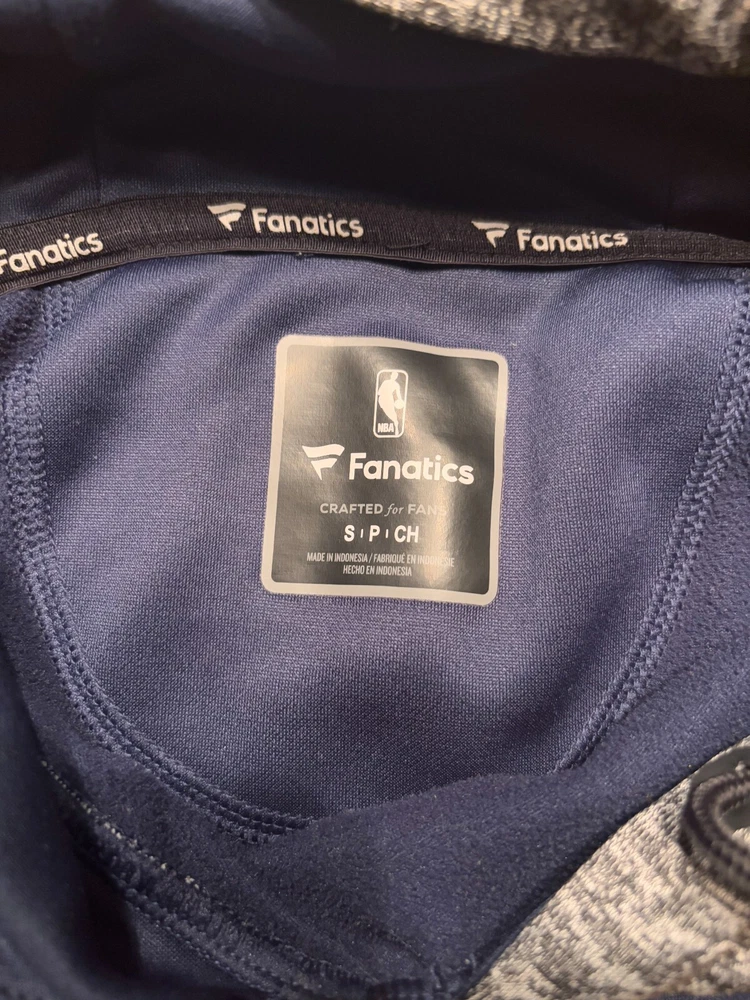 Fanatics
Fanatics
Fanatics
NBA
Fanatics
CRAFTED for FANS
S | P | CH
MADE IN INDONESIA / FABRIQUÉ EN INDONÉSIE
HECHO EN INDONESIA